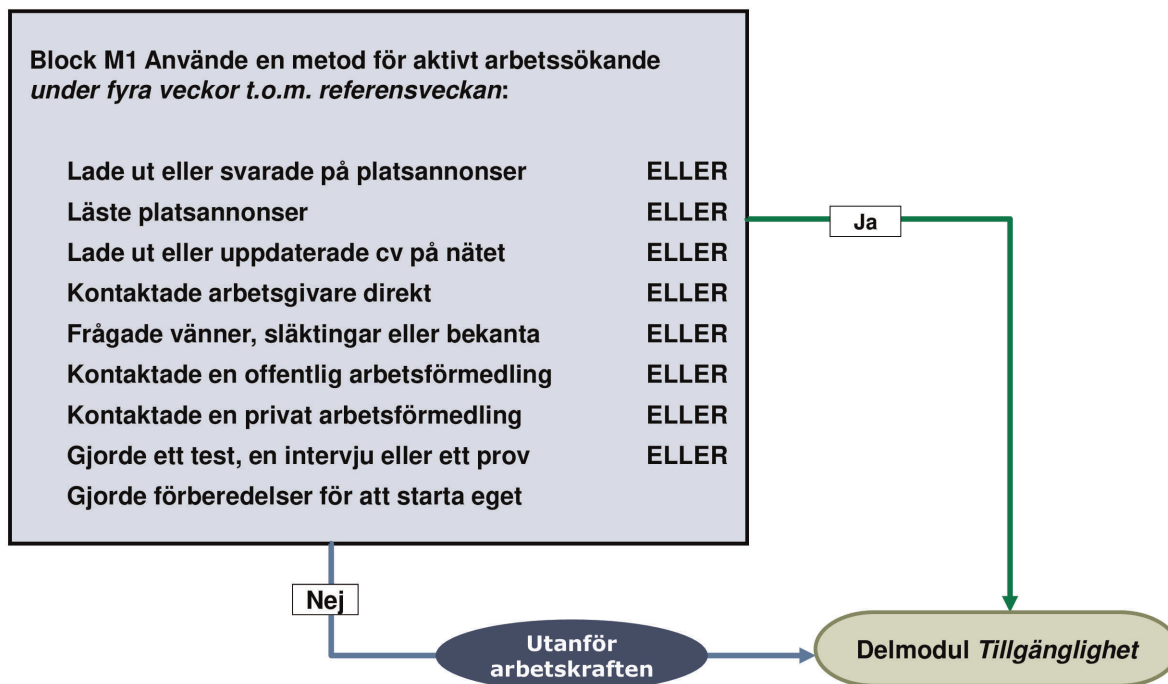 Block M1 Använde en metod för aktivt arbetssökande
under fyra veckor t.o.m. referensveckan:
Lade ut eller svarade på platsannonser ELLER
Läste platsannonser ELLER
Lade ut eller uppdaterade cv på nätet ELLER
Kontaktade arbetsgivare direkt ELLER
Frågade vänner, släktingar eller bekanta ELLER
Kontaktade en offentlig arbetsförmedling ELLER
Kontaktade en privat arbetsförmedling ELLER
Gjorde ett test, en intervju eller ett prov ELLER
Gjorde förberedelser för att starta eget
Ja
Nej
Utanför
arbetskraften
Delmodul Tillgänglighet